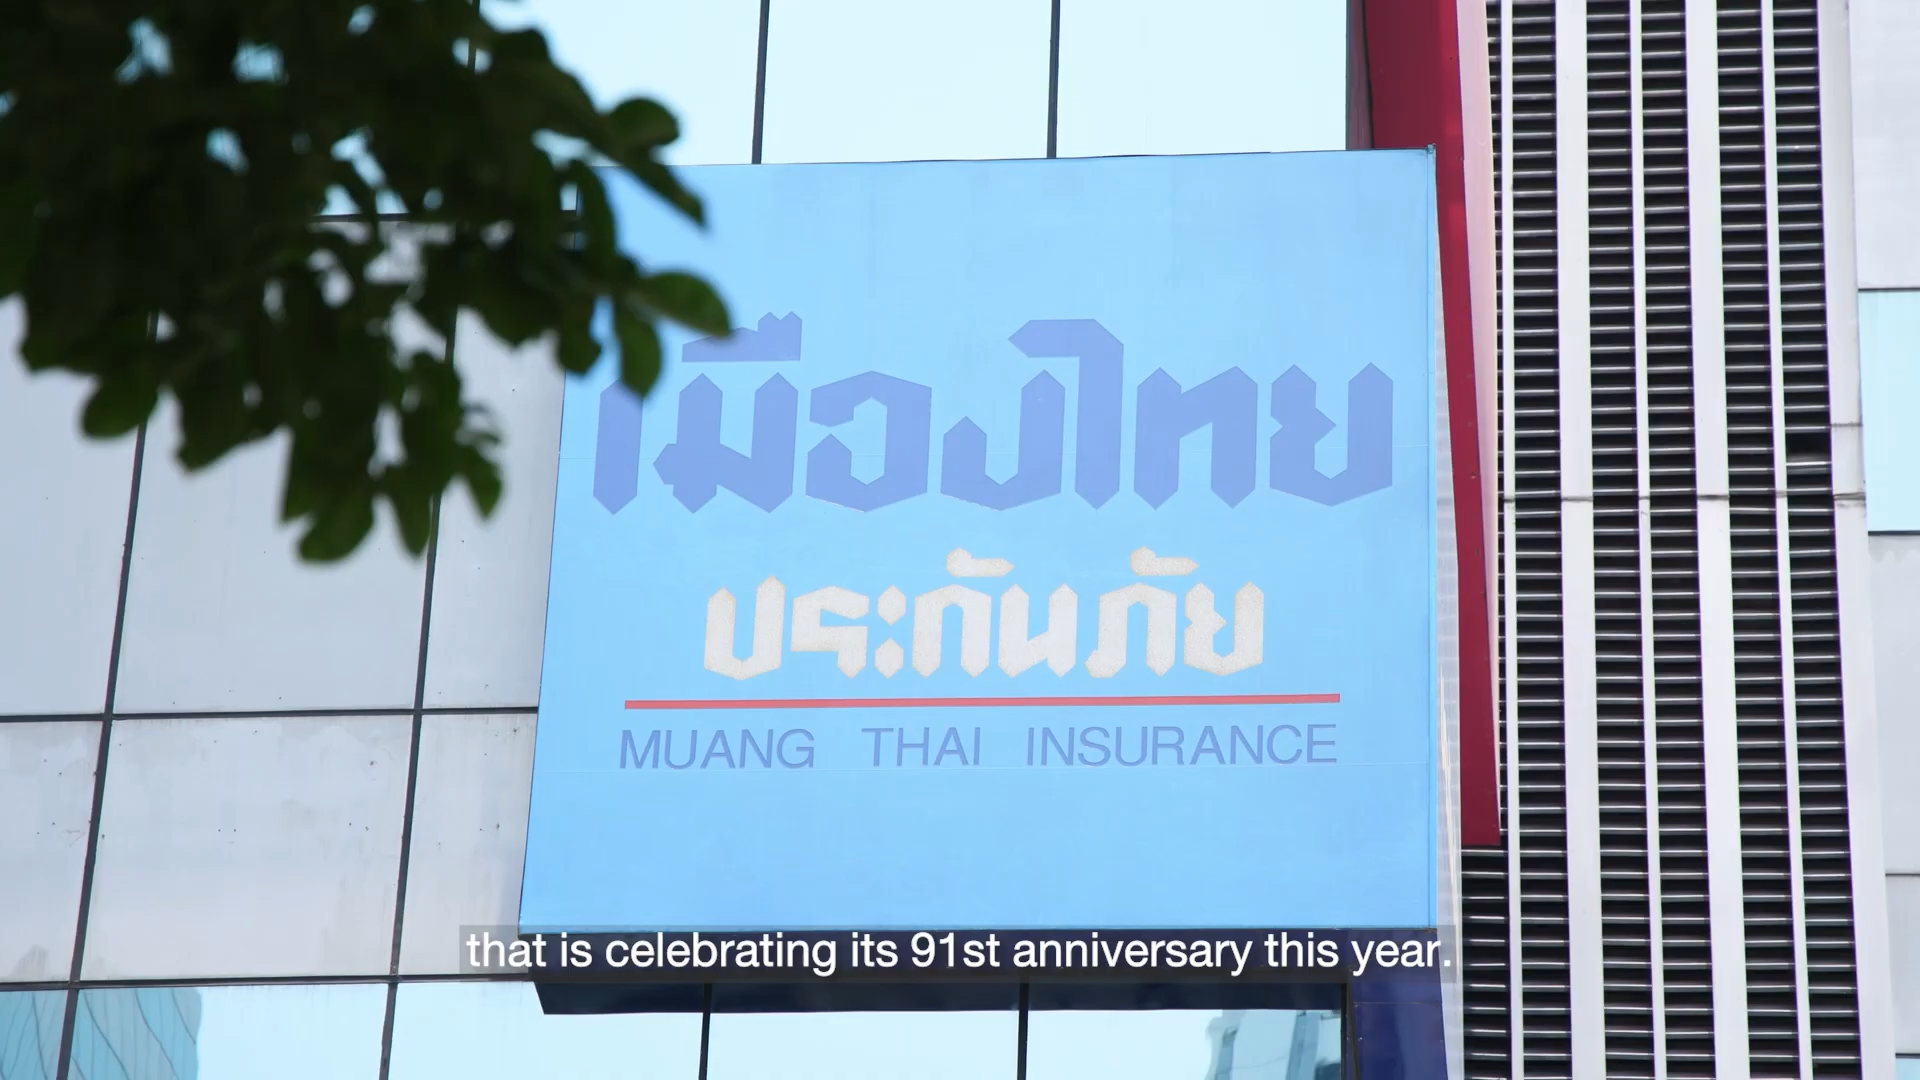 เมืองไทย
ประกันภัย
MUANG THAI INSURANCE
that is celebrating its 91st anniversary this year.